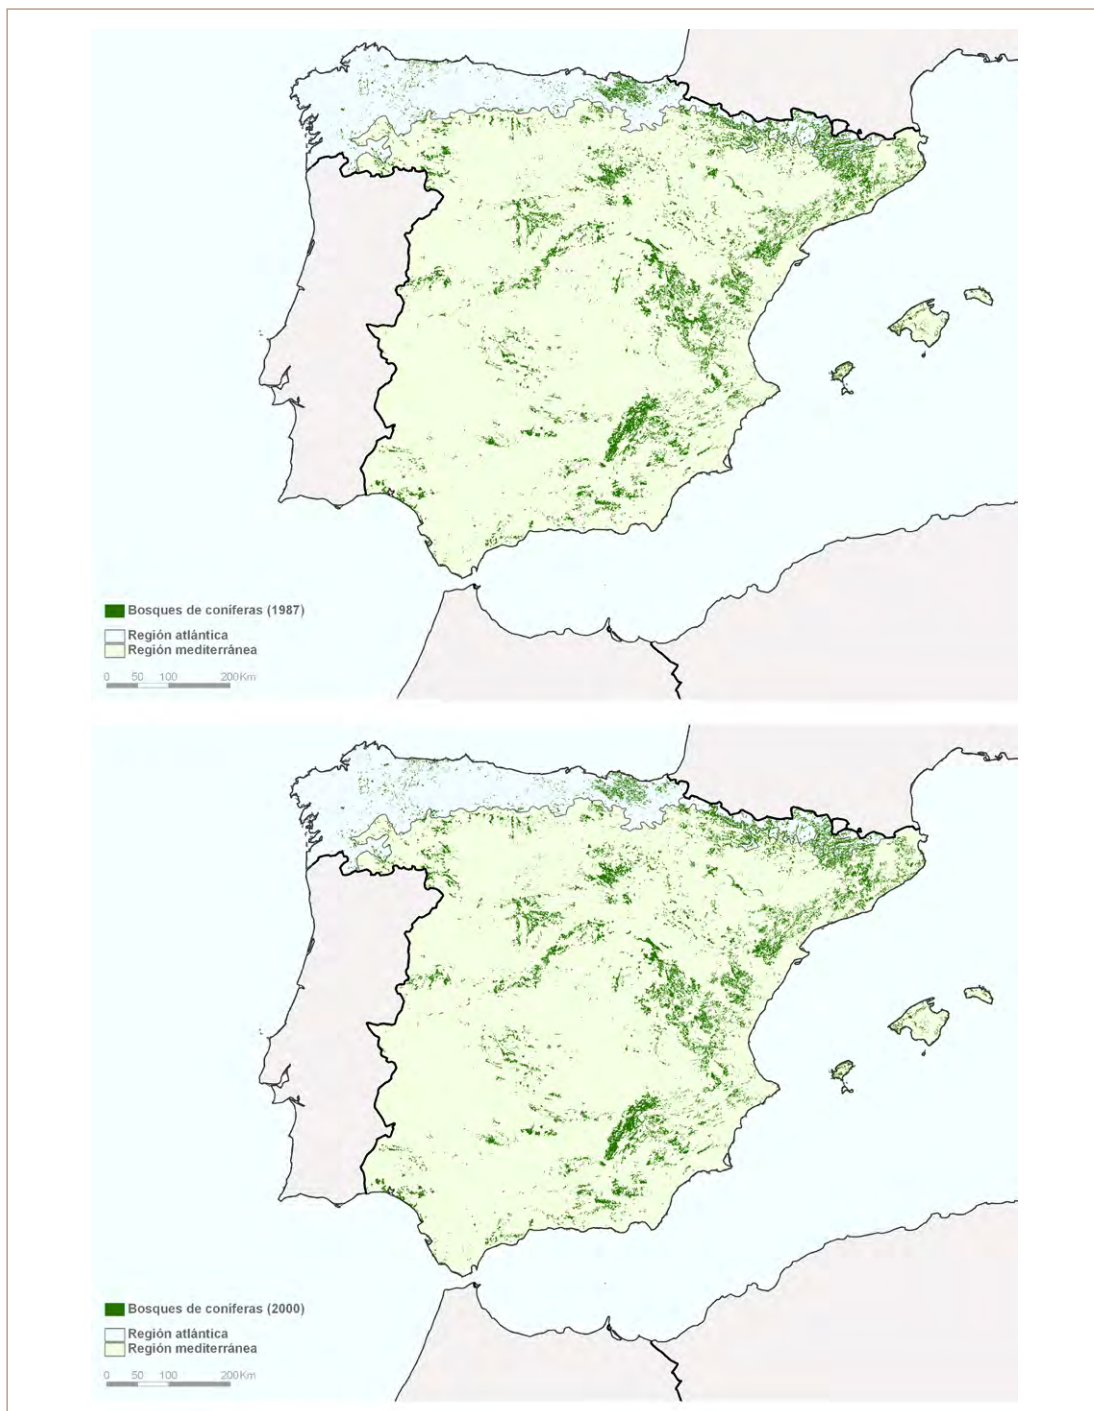 Bosques de coníferas (1987)
Región atlántica
Región mediterránea
0 50 100 200Km
Bosques de coníferas (2000)
Región atlántica
Región mediterránea
0 50 100 200Km